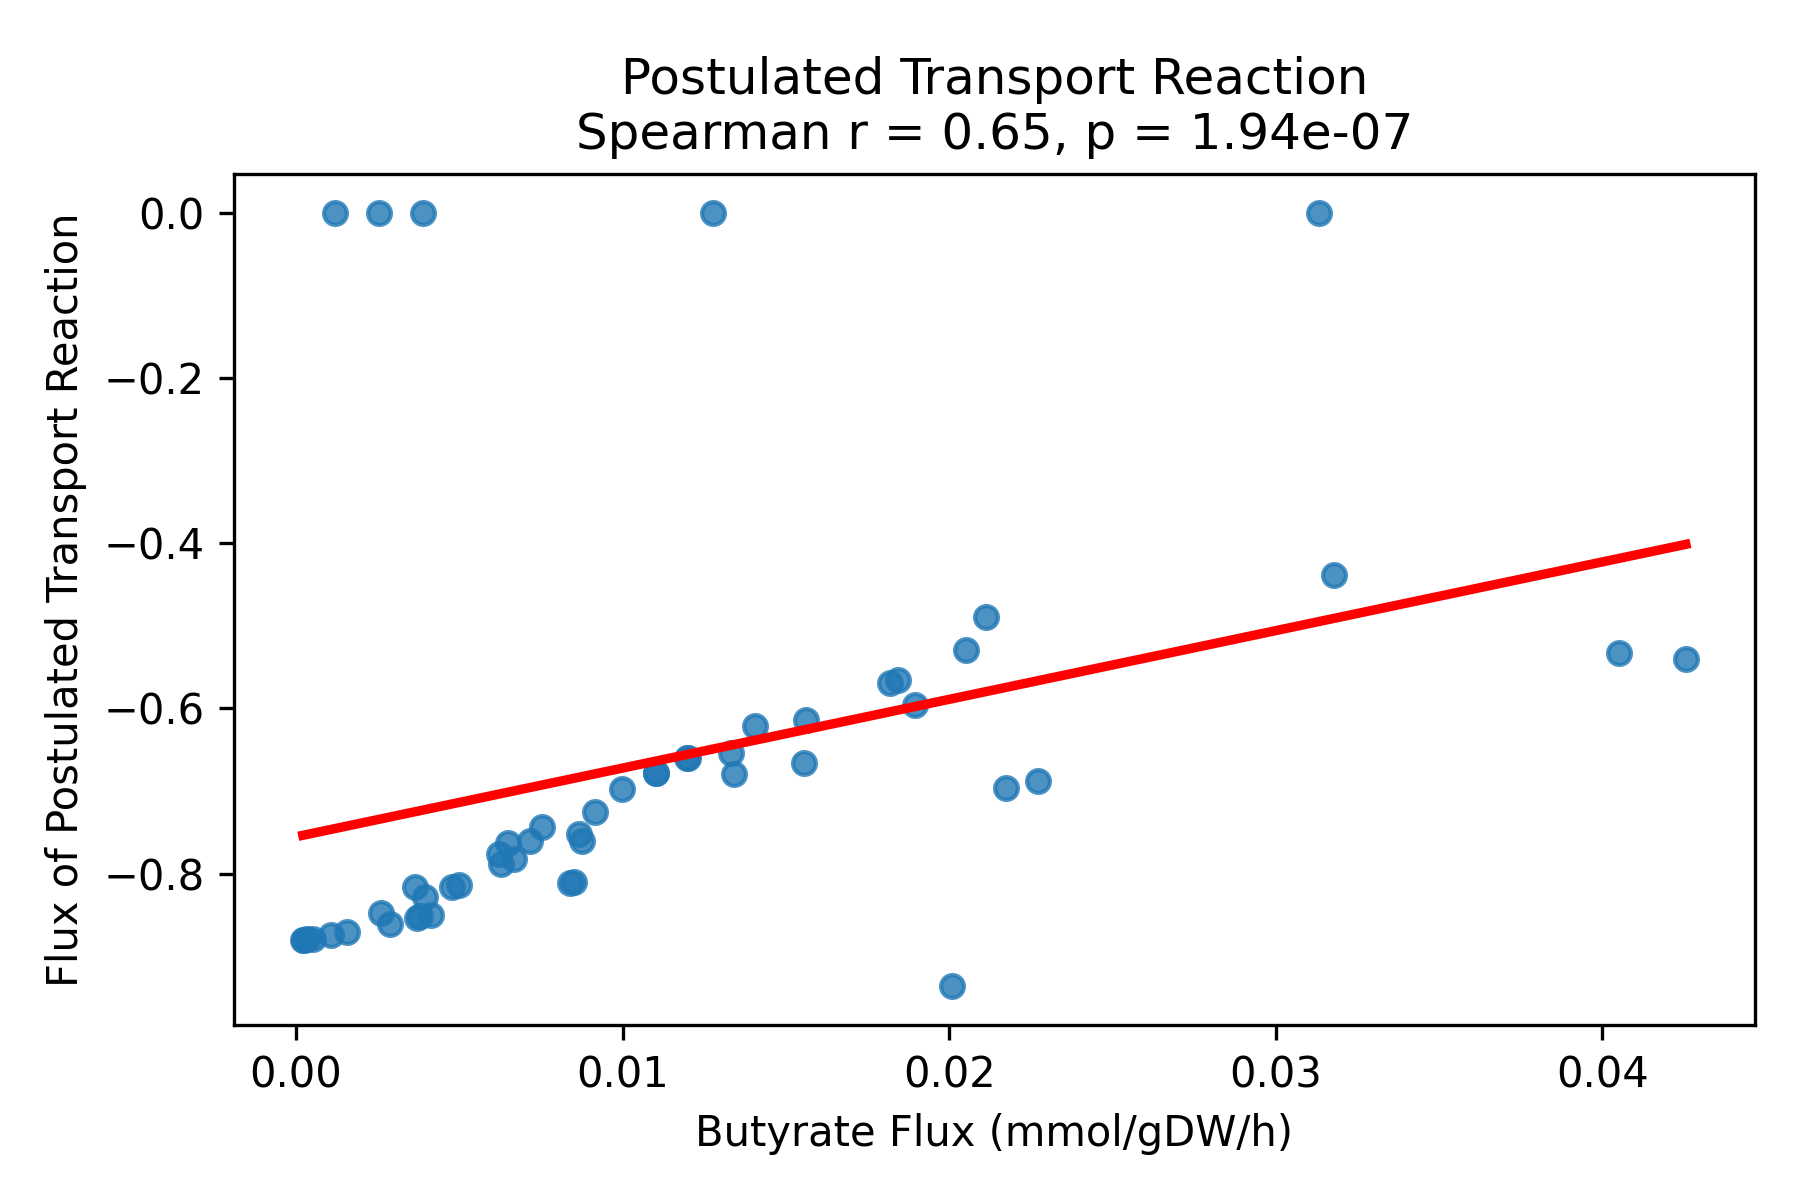 Postulated Transport Reaction
Spearman r = 0.65, p = 1.94e-07
Flux of Postulated Transport Reaction
0.0
−0.2
−0.4
−0.6
−0.8
0.00 0.01 0.02 0.03 0.04
Butyrate Flux (mmol/gDW/h)